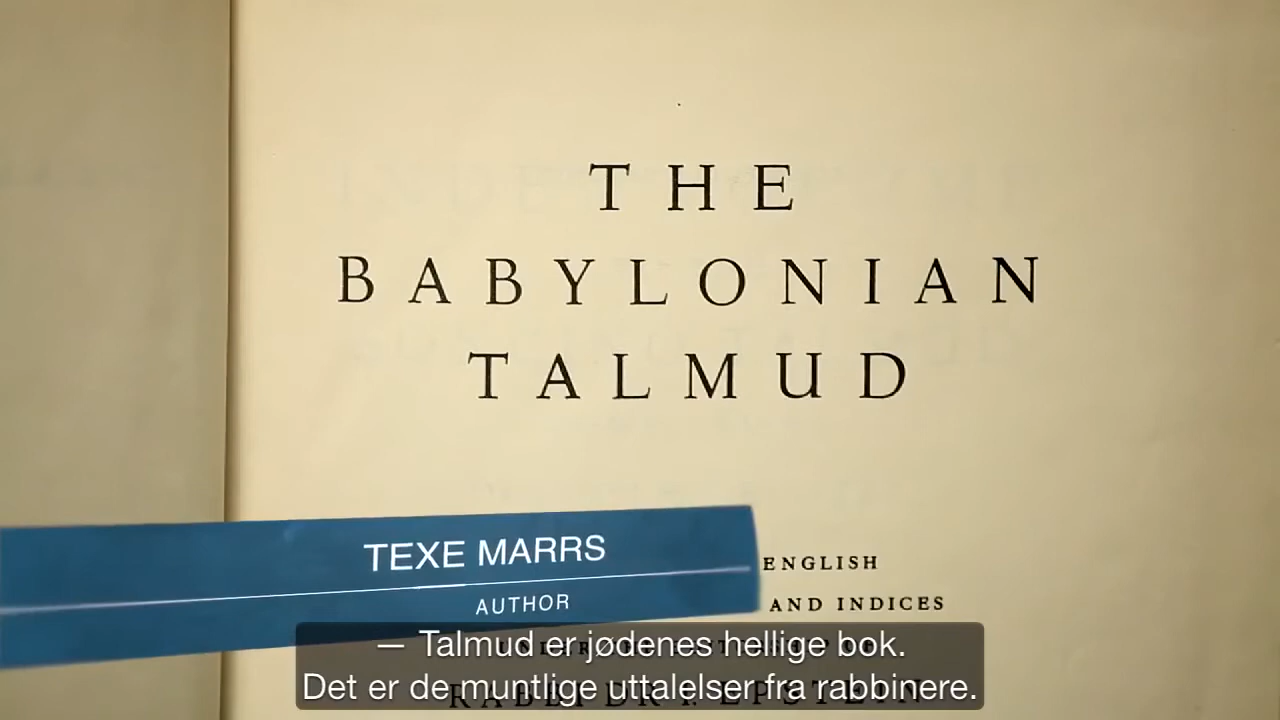 THE
BABYLONIAN
TALMUD
ENGLISH
TEXE MARRS
AND INDICES
AUTHOR
— Talmud er jødenes hellige bok.
Det er de muntlige uttalelser fra rabbinere.